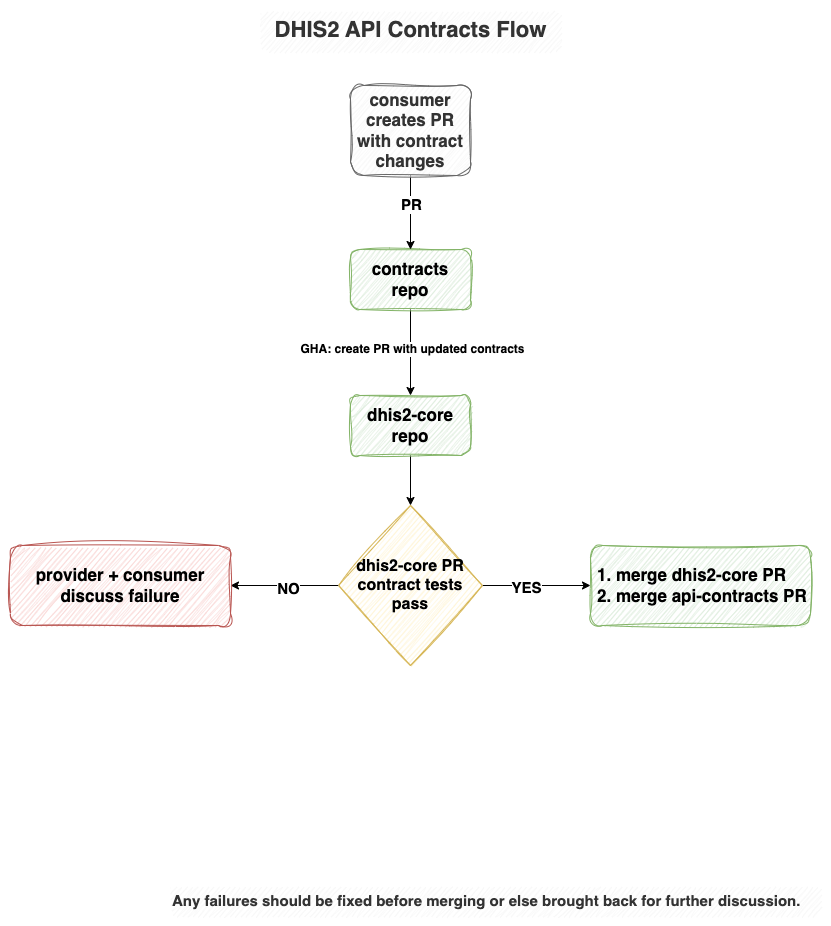 DHIS2 API Contracts Flow
consumer
creates PR
with contract
changes
PR
contracts
repo
GHA: create PR with updated contracts
dhis2-core
repo
dhis2-core PR
contract tests
pass
NO
YES
provider + consumer
discuss failure
1. merge dhis2-core PR
2. merge api-contracts PR
Any failures should be fixed before merging or else brought back for further discussion.